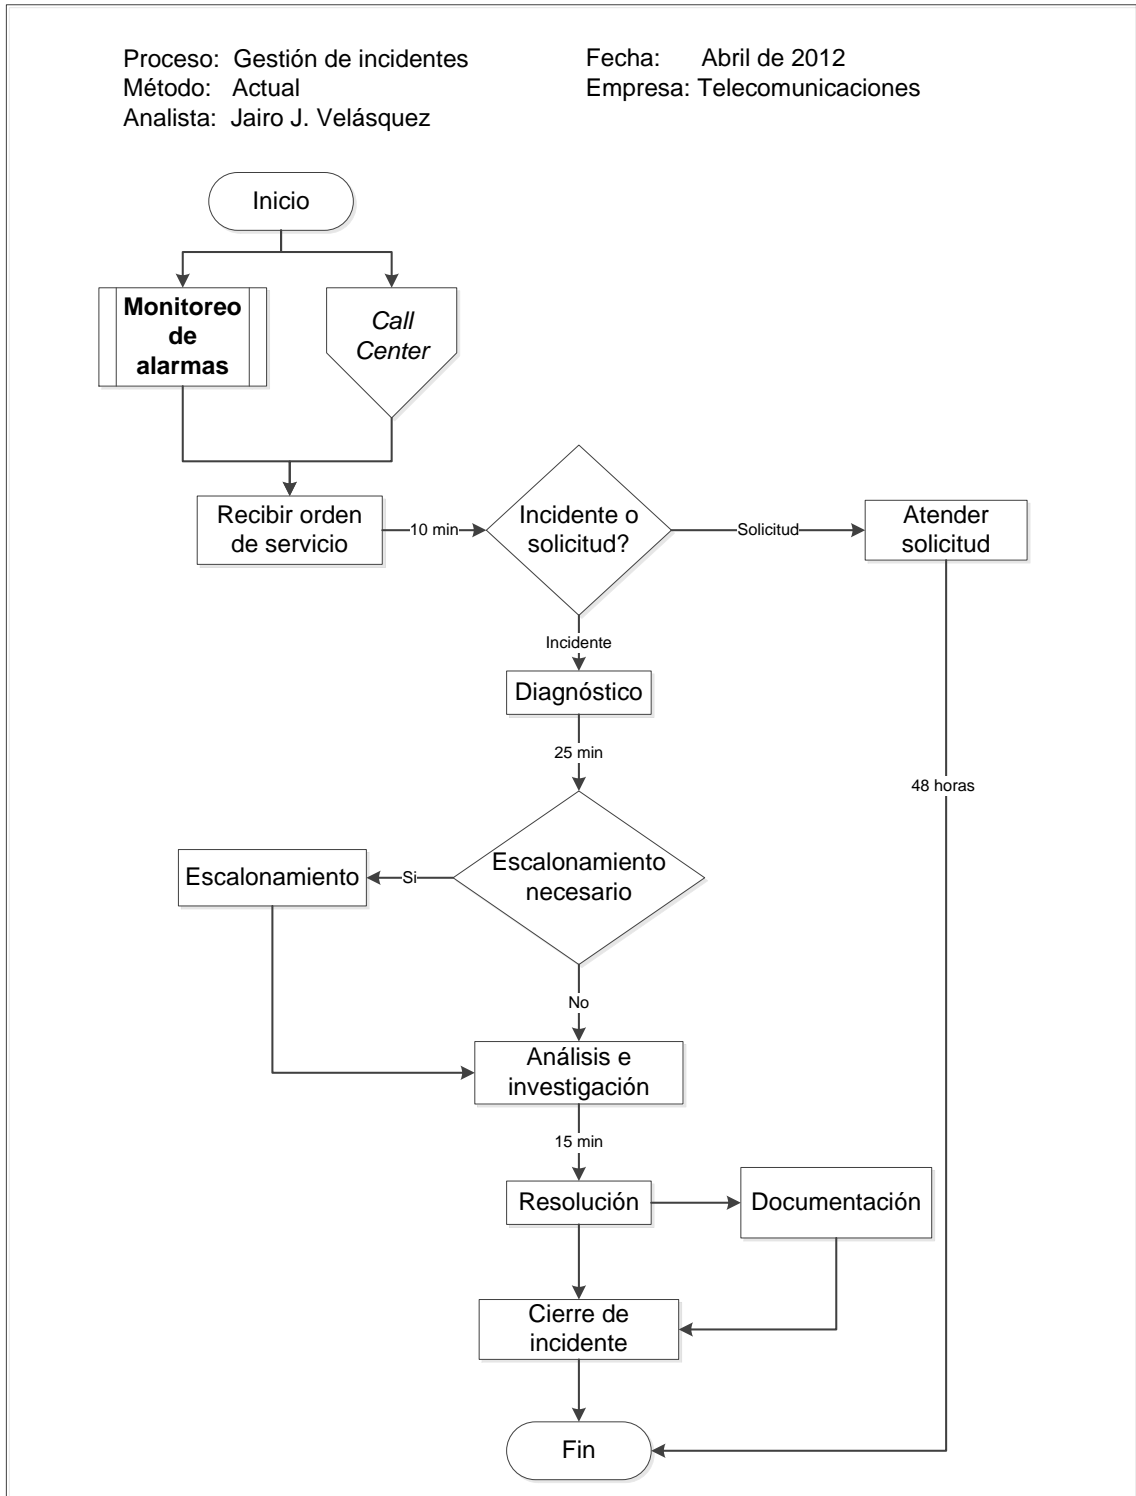 Proceso: Gestión de incidentes
Método: Actual
Analista: Jairo J. Velásquez
Fecha: Abril de 2012
Empresa: Telecomunicaciones
Inicio
Monitoreo
de
alarmas
Call
Center
Recibir orden
de servicio
10 min
Incidente o
solicitud?
Solicitud
Atender
solicitud
Incidente
Diagnóstico
25 min
48 horas
Escalonamiento
necesario
Si
Escalonamiento
No
Análisis e
investigación
15 min
Resolución
Documentación
Cierre de
incidente
Fin